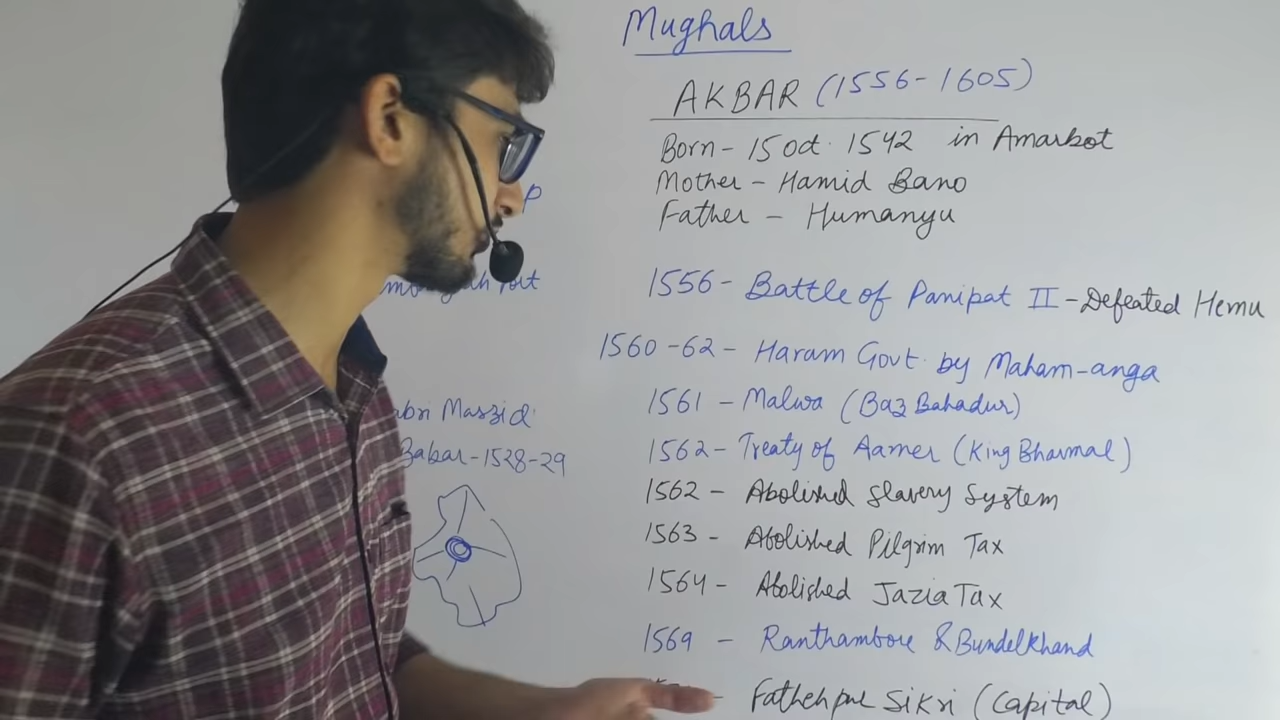 Mughals
AKBAR (1556-1605)
Born - 15 Oct. 1542 in Amarkot
Mother - Hamid Bano
Father - Humanyu
1556 - Battle of Panipat II - Defeated Hemu
1560-62 - Haram Govt. by Maham-anga
1561 - Malwa (Baz Bahadur)
1562 - Treaty of Aamer (King Bharmal)
1562 - Abolished Slavery System
1563 - Abolished Pilgrim Tax
1564 - Abolished Jazia Tax
1569 - Ranthambore & Bundelkhand
Fathehpur Sikri (Capital)
Maszid
Babar - 1528-29